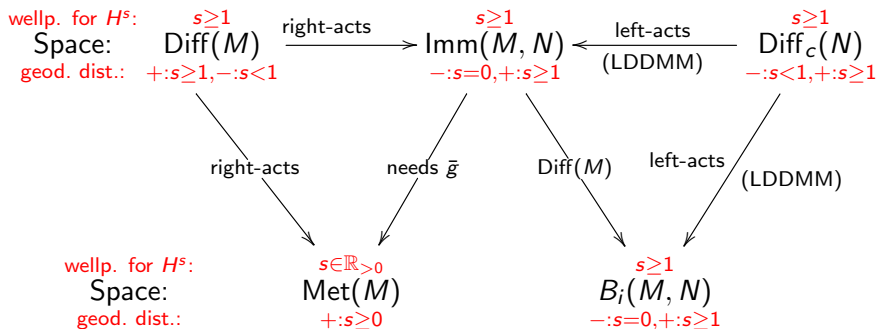 wellp. for Hˢ: s≥1 s≥1 s≥1
Space: Diff(M) right-acts Imm(M, N) left-acts (LDDMM) Diff_c(N)
geod. dist.: +:s≥1,−:s<1 −:s=0,+:s≥1 −:s<1,+:s≥1
right-acts needs ḡ Diff(M) left-acts
(LDDMM)
wellp. for Hˢ: s∈ℝ_{>0} s≥1
Space: Met(M) B_i(M, N)
geod. dist.: +:s≥0 −:s=0,+:s≥1